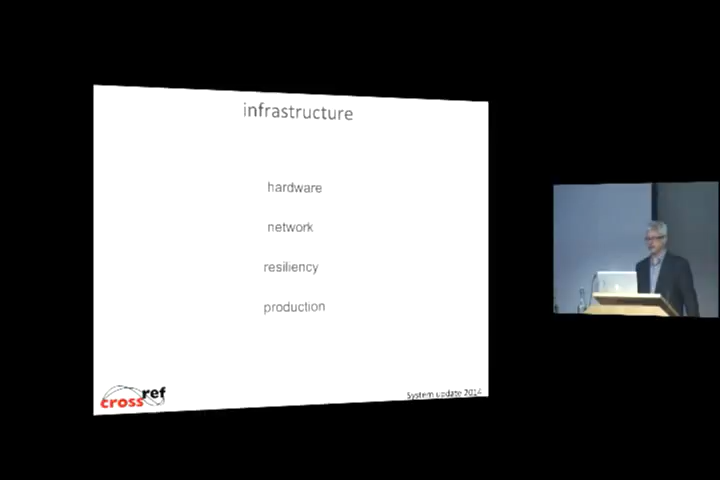 infrastructure
hardware
network
resiliency
production
crossref
System update 2014